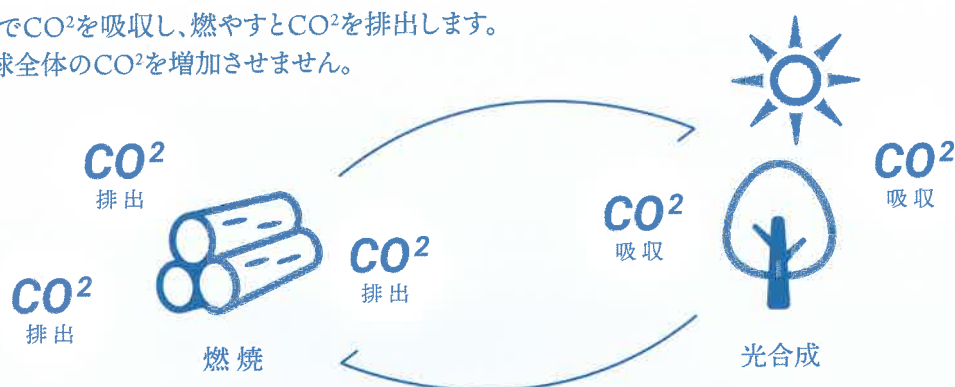 でCO²を吸収し、燃やすとCO²を排出します。
球全体のCO²を増加させません。
CO²
排出
CO²
排出
CO²
排出
燃焼
CO²
吸収
CO²
吸収
光合成